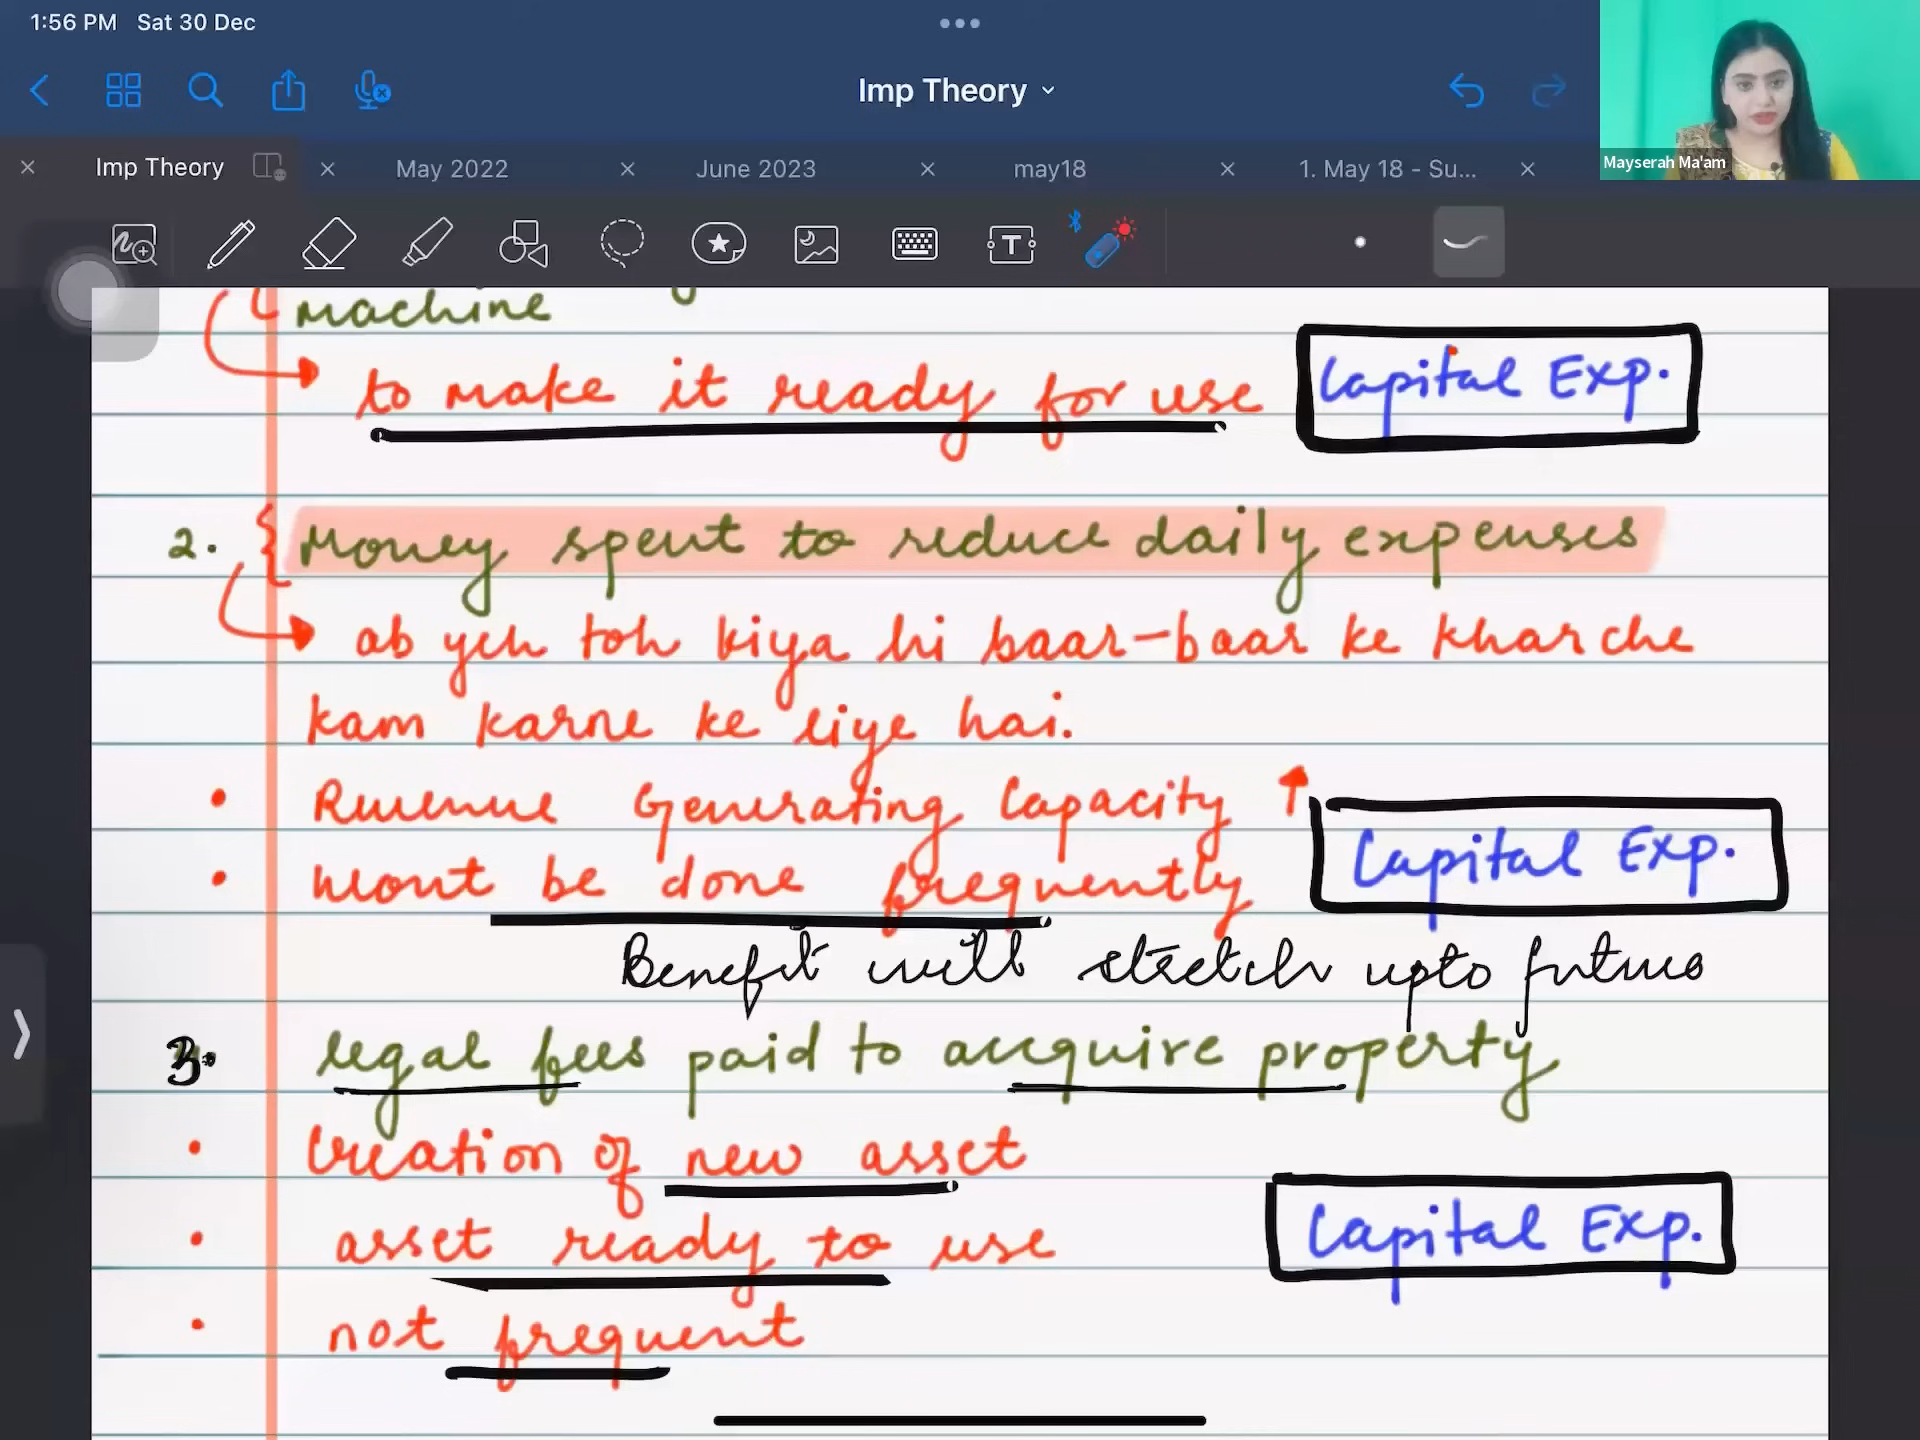 1:56 PM Sat 30 Dec
Imp Theory
Mayserah Ma'am
Imp Theory
May 2022
June 2023
may18
1. May 18 - Su...
machine
to make it ready for use
Capital Exp.
2. Money spent to reduce daily expenses
ab yeh toh kiya hi baar-baar ke kharche
kam karne ke liye hai.
• Revenue Generating Capacity ↑
Capital Exp.
• Wont be done frequently
Benefit will stretch upto future
3. legal fees paid to acquire property
• Creation of new asset
• asset ready to use
Capital Exp.
• not frequent